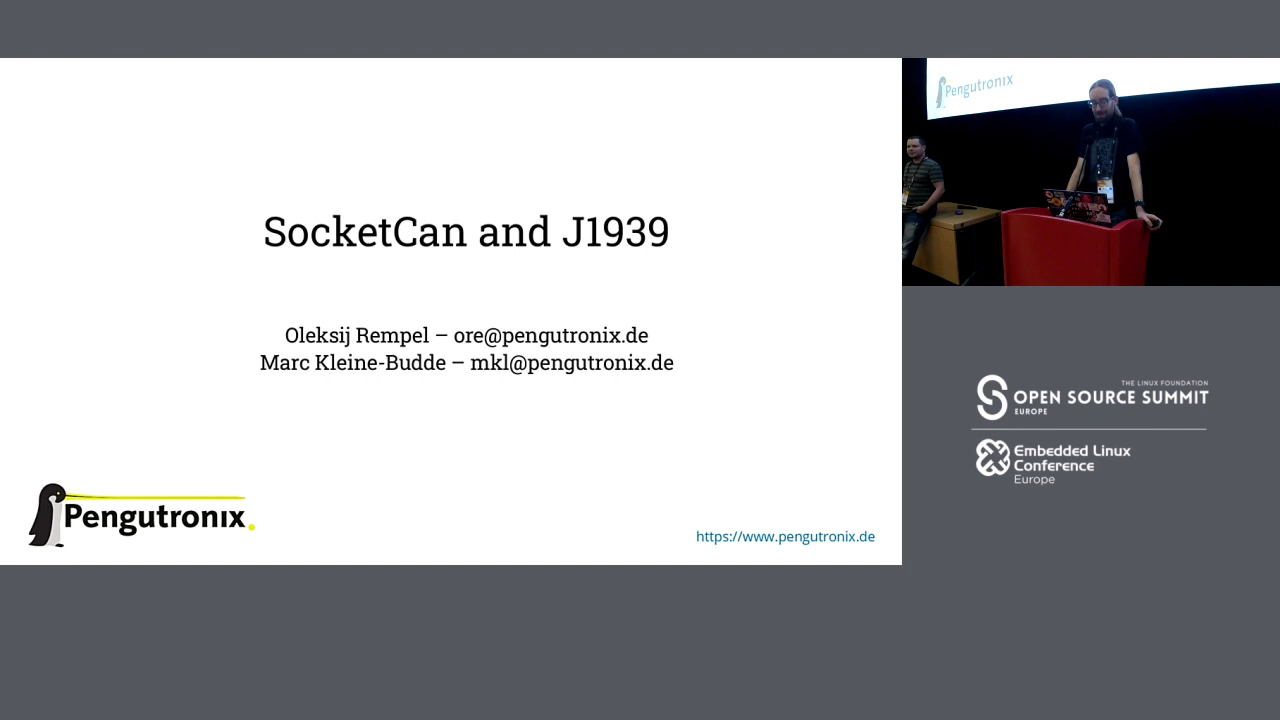 SocketCan and J1939
Oleksij Rempel – ore@pengutronix.de
Marc Kleine-Budde – mkl@pengutronix.de
Pengutronix
https://www.pengutronix.de
Pengutronix
THE LINUX FOUNDATION
OPEN SOURCE SUMMIT
EUROPE
Embedded Linux
Conference
Europe